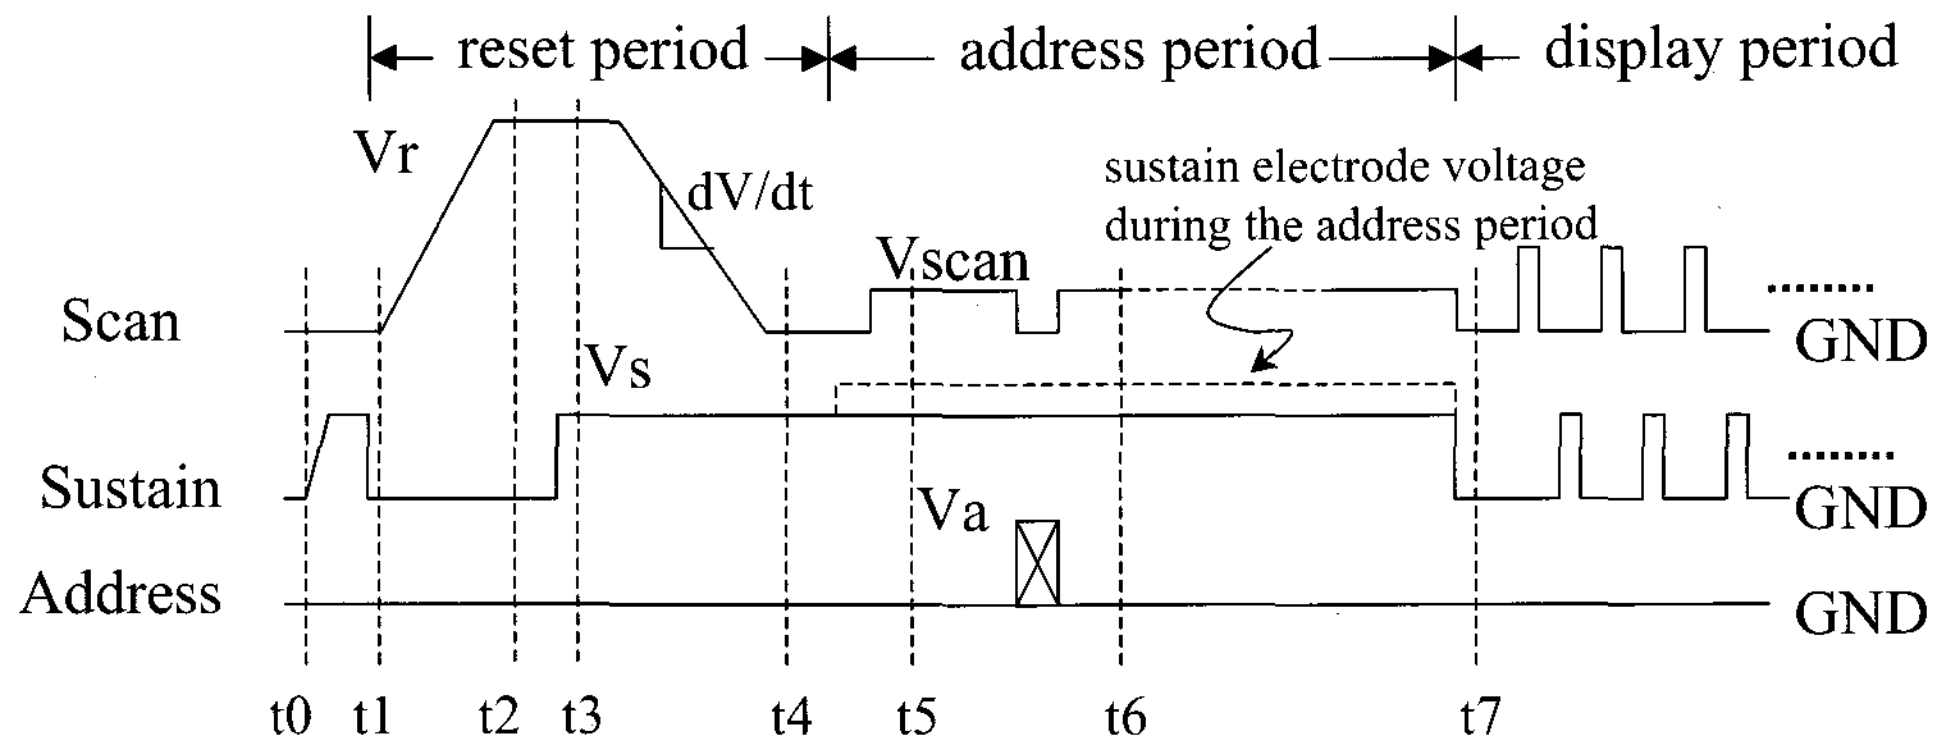 reset period
address period
display period
Vr
dV/dt
sustain electrode voltage
during the address period
Vscan
Scan
GND
Vs
Sustain
GND
Va
Address
GND
t0 t1 t2 t3 t4 t5 t6 t7